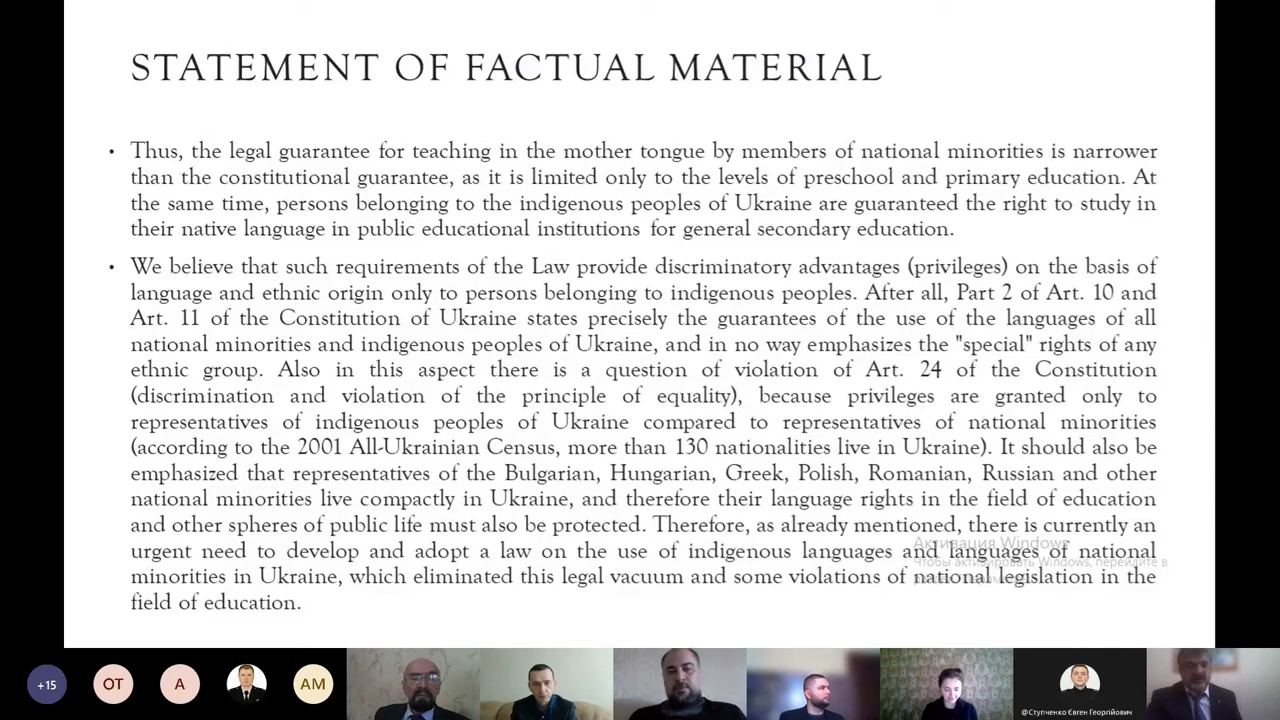 STATEMENT OF FACTUAL MATERIAL
• Thus, the legal guarantee for teaching in the mother tongue by members of national minorities is narrower
than the constitutional guarantee, as it is limited only to the levels of preschool and primary education. At
the same time, persons belonging to the indigenous peoples of Ukraine are guaranteed the right to study in
their native language in public educational institutions for general secondary education.
• We believe that such requirements of the Law provide discriminatory advantages (privileges) on the basis of
language and ethnic origin only to persons belonging to indigenous peoples. After all, Part 2 of Art. 10 and
Art. 11 of the Constitution of Ukraine states precisely the guarantees of the use of the languages of all
national minorities and indigenous peoples of Ukraine, and in no way emphasizes the "special" rights of any
ethnic group. Also in this aspect there is a question of violation of Art. 24 of the Constitution
(discrimination and violation of the principle of equality), because privileges are granted only to
representatives of indigenous peoples of Ukraine compared to representatives of national minorities
(according to the 2001 All-Ukrainian Census, more than 130 nationalities live in Ukraine). It should also be
emphasized that representatives of the Bulgarian, Hungarian, Greek, Polish, Romanian, Russian and other
national minorities live compactly in Ukraine, and therefore their language rights in the field of education
and other spheres of public life must also be protected. Therefore, as already mentioned, there is currently an
urgent need to develop and adopt a law on the use of indigenous languages and languages of national
minorities in Ukraine, which eliminated this legal vacuum and some violations of national legislation in the
field of education.
Активация Windows
Чтобы активировать Windows, перейдите в
+15
OT
A
AM
@Ступченко Євген Георгійович